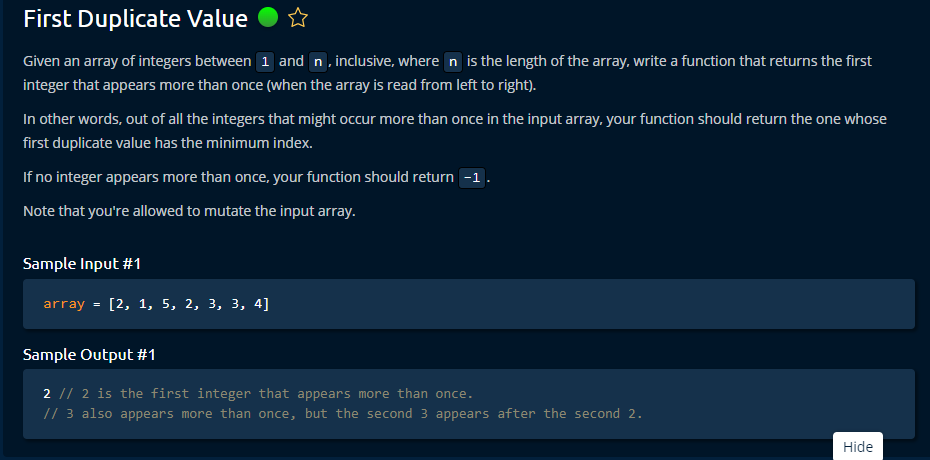 First Duplicate Value
Given an array of integers between 1 and n, inclusive, where n is the length of the array, write a function that returns the first
integer that appears more than once (when the array is read from left to right).
In other words, out of all the integers that might occur more than once in the input array, your function should return the one whose
first duplicate value has the minimum index.
If no integer appears more than once, your function should return -1.
Note that you're allowed to mutate the input array.
Sample Input #1
array = [2, 1, 5, 2, 3, 3, 4]
Sample Output #1
2 // 2 is the first integer that appears more than once.
// 3 also appears more than once, but the second 3 appears after the second 2.
Hide